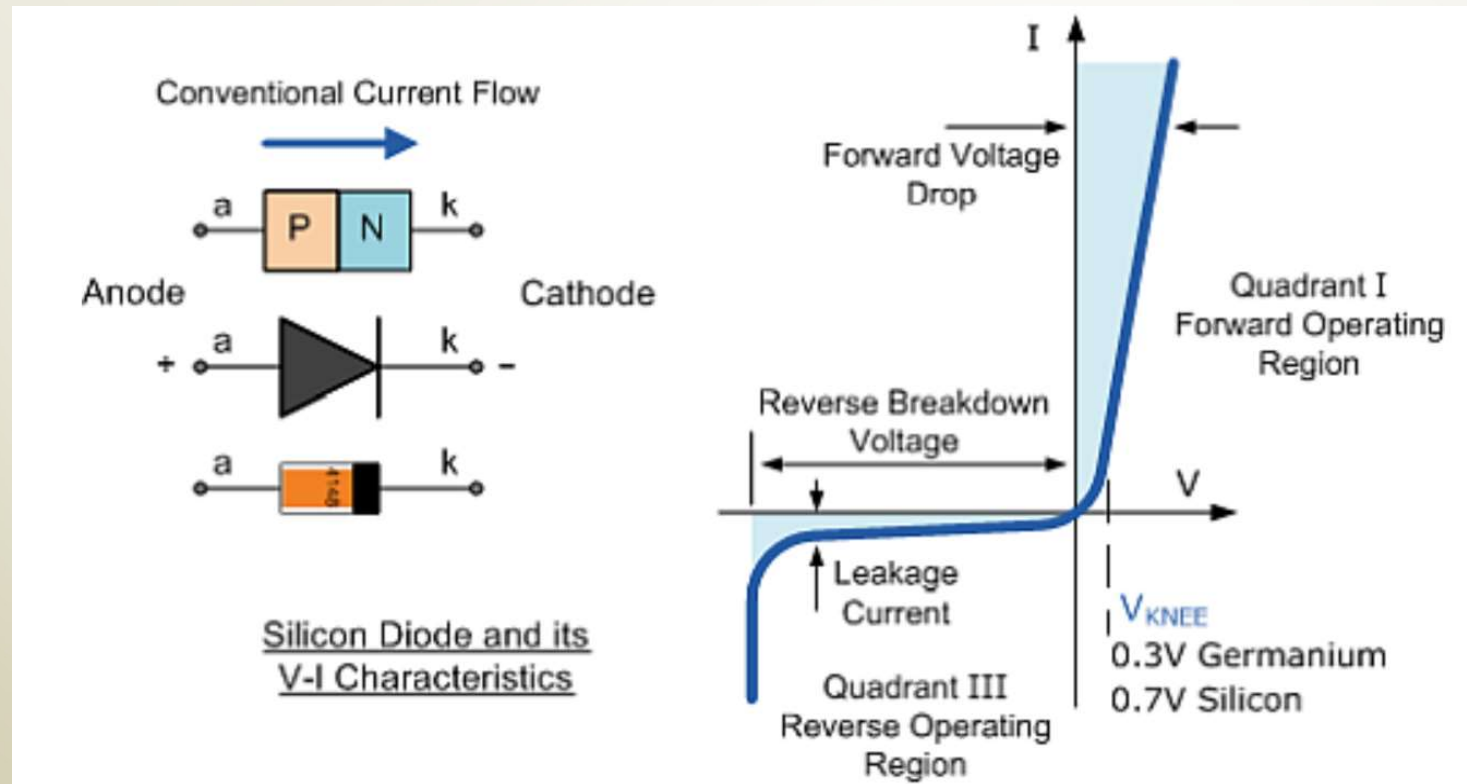 Conventional Current Flow
a
P
N
k
Anode
Cathode
+
a
k
–
a
4148
k
Silicon Diode and its
V-I Characteristics
I
Forward Voltage
Drop
Quadrant I
Forward Operating
Region
Reverse Breakdown
Voltage
V
Leakage
Current
VKNEE
0.3V Germanium
0.7V Silicon
Quadrant III
Reverse Operating
Region